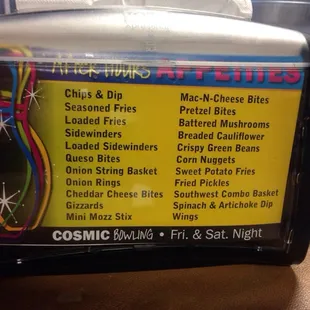 AFTER HOURS APPETITES
Chips & Dip
Seasoned Fries
Loaded Fries
Sidewinders
Loaded Sidewinders
Queso Bites
Onion String Basket
Onion Rings
Cheddar Cheese Bites
Gizzards
Mini Mozz Stix
Mac-N-Cheese Bites
Pretzel Bites
Battered Mushrooms
Breaded Cauliflower
Crispy Green Beans
Corn Nuggets
Sweet Potato Fries
Fried Pickles
Southwest Combo Basket
Spinach & Artichoke Dip
Wings
COSMIC BOWLING • Fri. & Sat. Night